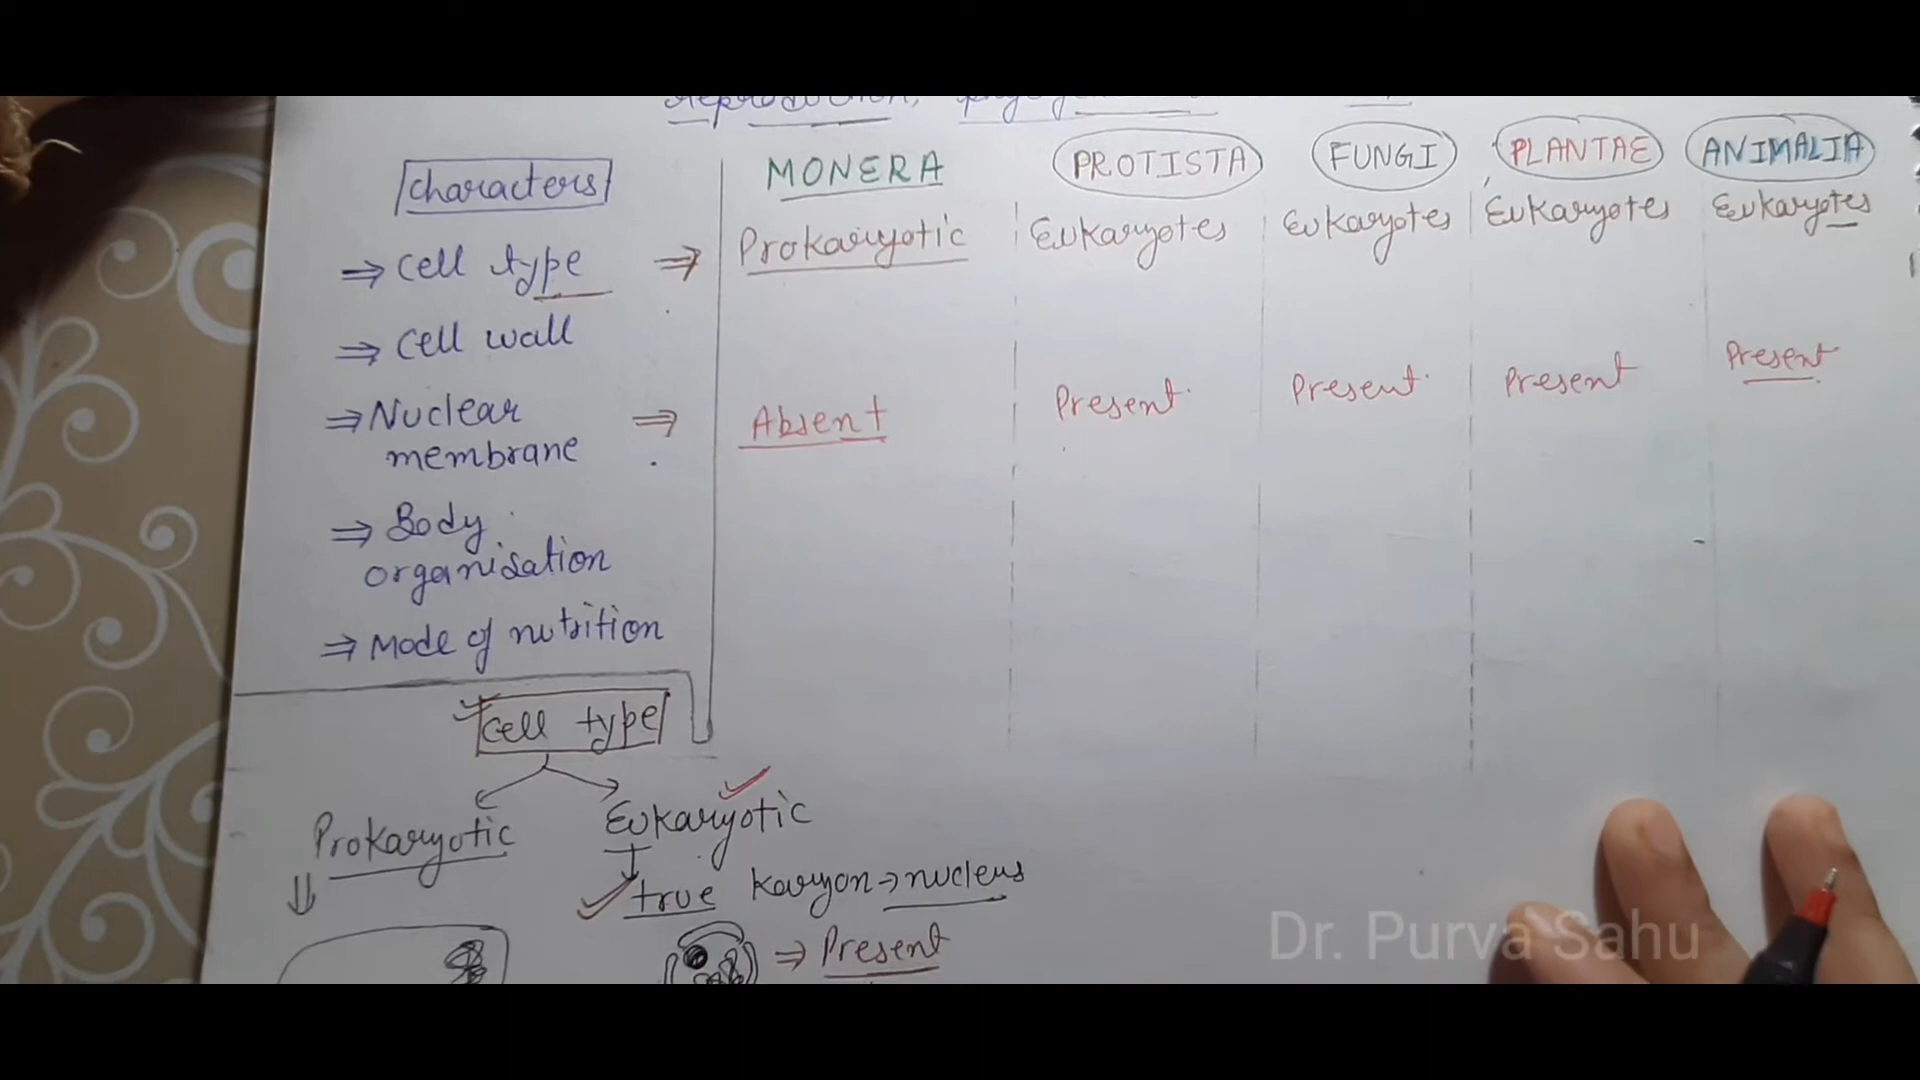 reproduction,
characters
MONERA PROTISTA FUNGI PLANTAE ANIMALIA
⇒ cell type ⇒ Prokaryotic Eukaryotes Eukaryotes Eukaryotes Eukaryotes
⇒ cell wall
⇒ Nuclear membrane ⇒ Absent Present Present Present Present
⇒ Body
organisation
⇒ Mode of nutrition
cell type
Prokaryotic Eukaryotic
true Karyon → nucleus
⇒ Present
Dr. Purva Sahu